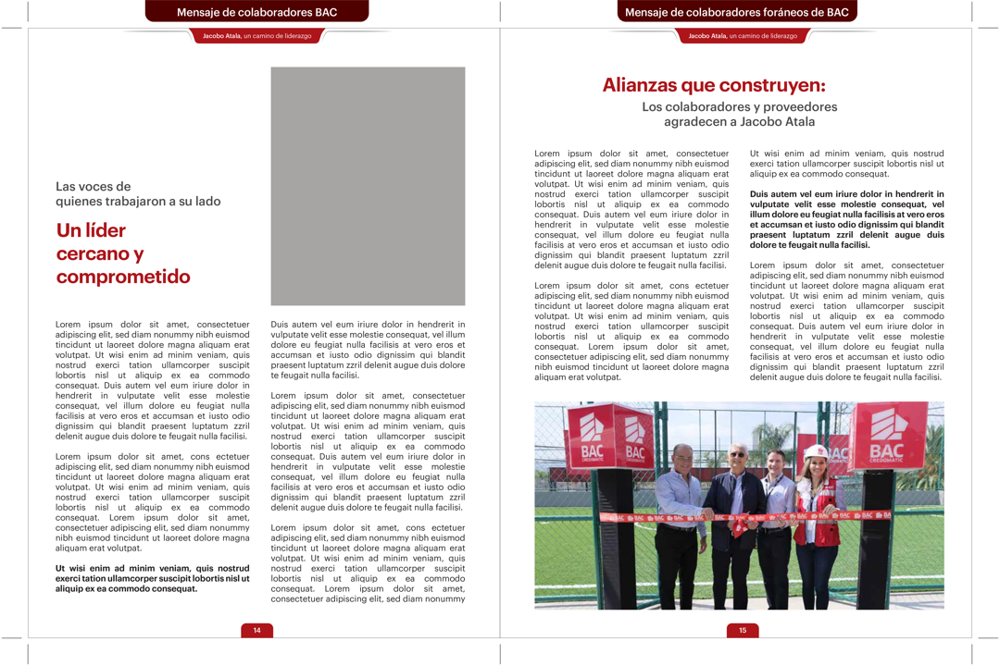 Mensaje de colaboradores BAC
Jacobo Atala, un camino de liderazgo
Las voces de
quienes trabajaron a su lado
Un líder
cercano y
comprometido
Lorem ipsum dolor sit amet, consectetuer
adipiscing elit, sed diam nonummy nibh euismod
tincidunt ut laoreet dolore magna aliquam erat
volutpat. Ut wisi enim ad minim veniam, quis
nostrud exerci tation ullamcorper suscipit
lobortis nisl ut aliquip ex ea commodo
consequat. Duis autem vel eum iriure dolor in
hendrerit in vulputate velit esse molestie
consequat, vel illum dolore eu feugiat nulla
facilisis at vero eros et accumsan et iusto odio
dignissim qui blandit praesent luptatum zzril
delenit augue duis dolore te feugait nulla facilisi.
Lorem ipsum dolor sit amet, cons ectetuer
adipiscing elit, sed diam nonummy nibh euismod
tincidunt ut laoreet dolore magna aliquam erat
volutpat. Ut wisi enim ad minim veniam, quis
nostrud exerci tation ullamcorper suscipit
lobortis nisl ut aliquip ex ea commodo
consequat. Lorem ipsum dolor sit amet,
consectetuer adipiscing elit, sed diam nonummy
nibh euismod tincidunt ut laoreet dolore magna
aliquam erat volutpat.
Ut wisi enim ad minim veniam, quis nostrud
exerci tation ullamcorper suscipit lobortis nisl ut
aliquip ex ea commodo consequat.
Duis autem vel eum iriure dolor in hendrerit in
vulputate velit esse molestie consequat, vel illum
dolore eu feugiat nulla facilisis at vero eros et
accumsan et iusto odio dignissim qui blandit
praesent luptatum zzril delenit augue duis dolore
te feugait nulla facilisi.
Lorem ipsum dolor sit amet, consectetuer
adipiscing elit, sed diam nonummy nibh euismod
tincidunt ut laoreet dolore magna aliquam erat
volutpat. Ut wisi enim ad minim veniam, quis
nostrud exerci tation ullamcorper suscipit
lobortis nisl ut aliquip ex ea commodo
consequat. Duis autem vel eum iriure dolor in
hendrerit in vulputate velit esse molestie
consequat, vel illum dolore eu feugiat nulla
facilisis at vero eros et accumsan et iusto odio
dignissim qui blandit praesent luptatum zzril
delenit augue duis dolore te feugait nulla facilisi.
Lorem ipsum dolor sit amet, cons ectetuer
adipiscing elit, sed diam nonummy nibh euismod
tincidunt ut laoreet dolore magna aliquam erat
volutpat. Ut wisi enim ad minim veniam, quis
nostrud exerci tation ullamcorper suscipit
lobortis nisl ut aliquip ex ea commodo
consequat. Lorem ipsum dolor sit amet,
consectetuer adipiscing elit, sed diam nonummy
14
Mensaje de colaboradores foráneos de BAC
Jacobo Atala, un camino de liderazgo
Alianzas que construyen:
Los colaboradores y proveedores
agradecen a Jacobo Atala
Lorem ipsum dolor sit amet, consectetuer
adipiscing elit, sed diam nonummy nibh euismod
tincidunt ut laoreet dolore magna aliquam erat
volutpat. Ut wisi enim ad minim veniam, quis
nostrud exerci tation ullamcorper suscipit
lobortis nisl ut aliquip ex ea commodo
consequat. Duis autem vel eum iriure dolor in
hendrerit in vulputate velit esse molestie
consequat, vel illum dolore eu feugiat nulla
facilisis at vero eros et accumsan et iusto odio
dignissim qui blandit praesent luptatum zzril
delenit augue duis dolore te feugait nulla facilisi.
Lorem ipsum dolor sit amet, cons ectetuer
adipiscing elit, sed diam nonummy nibh euismod
tincidunt ut laoreet dolore magna aliquam erat
volutpat. Ut wisi enim ad minim veniam, quis
nostrud exerci tation ullamcorper suscipit
lobortis nisl ut aliquip ex ea commodo
consequat. Lorem ipsum dolor sit amet,
consectetuer adipiscing elit, sed diam nonummy
nibh euismod tincidunt ut laoreet dolore magna
aliquam erat volutpat.
Ut wisi enim ad minim veniam, quis nostrud
exerci tation ullamcorper suscipit lobortis nisl ut
aliquip ex ea commodo consequat.
Duis autem vel eum iriure dolor in hendrerit in
vulputate velit esse molestie consequat, vel
illum dolore eu feugiat nulla facilisis at vero eros
et accumsan et iusto odio dignissim qui blandit
praesent luptatum zzril delenit augue duis
dolore te feugait nulla facilisi.
Lorem ipsum dolor sit amet, consectetuer
adipiscing elit, sed diam nonummy nibh euismod
tincidunt ut laoreet dolore magna aliquam erat
volutpat. Ut wisi enim ad minim veniam, quis
nostrud exerci tation ullamcorper suscipit
lobortis nisl ut aliquip ex ea commodo
consequat. Duis autem vel eum iriure dolor in
hendrerit in vulputate velit esse molestie
consequat, vel illum dolore eu feugiat nulla
facilisis at vero eros et accumsan et iusto odio
dignissim qui blandit praesent luptatum zzril
delenit augue duis dolore te feugait nulla facilisi.
BAC
CREDOMATIC
BAC
CREDOMATIC
BAC
BAC
CREDOMATIC
BAC
BAC
BAC
BAC
15